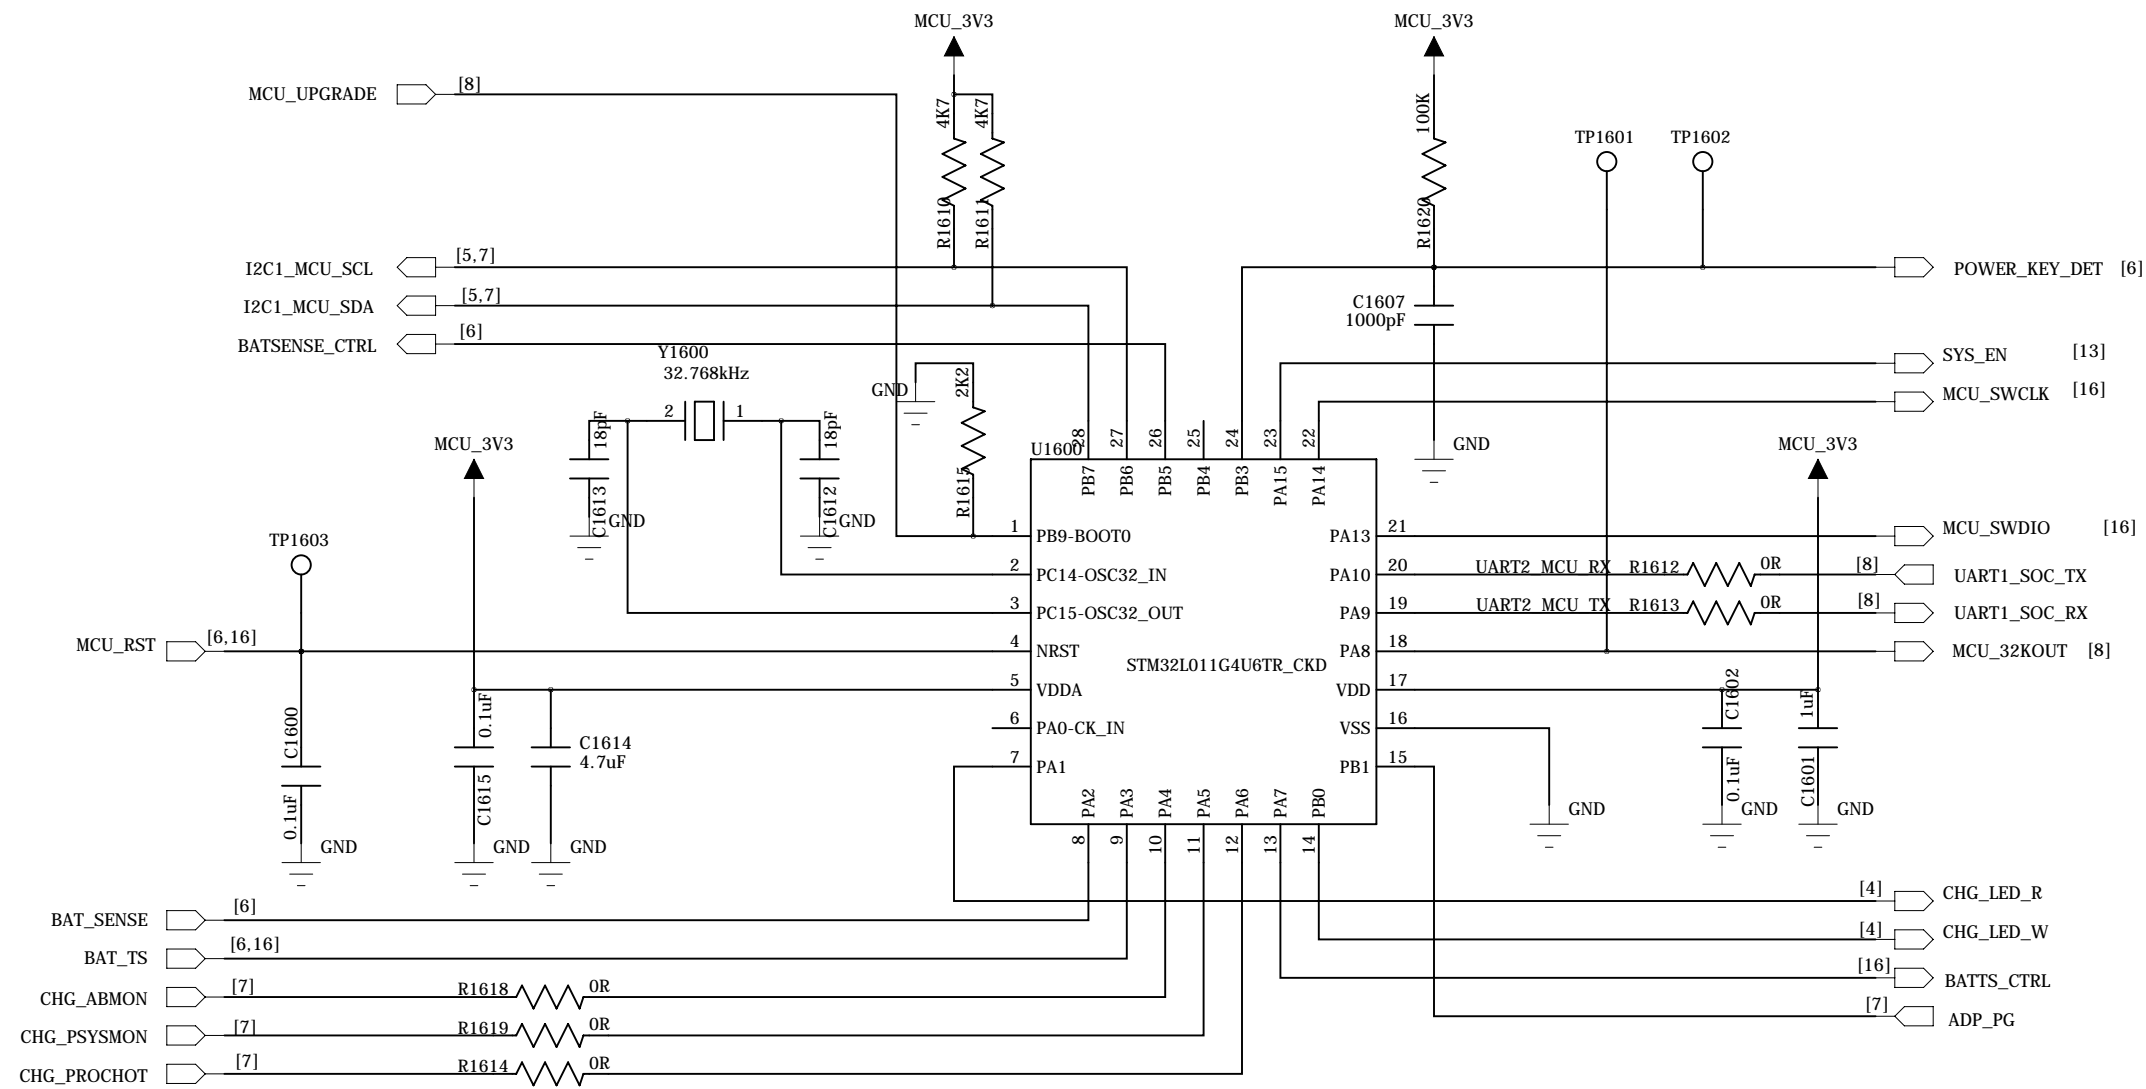 MCU_3V3
MCU_3V3
MCU_UPGRADE [8]
4K7
4K7
100K
TP1601
TP1602
R1610
R1611
R1620
I2C1_MCU_SCL [5,7]
POWER_KEY_DET [6]
I2C1_MCU_SDA [5,7]
C1607
1000pF
BATSENSE_CTRL [6]
Y1600
32.768kHz
SYS_EN [13]
GND
2K2
MCU_SWCLK [16]
2
1
18pF
18pF
28
27
26
25
24
23
22
MCU_3V3
U1600
GND
MCU_3V3
PB7
PB6
PB5
PB4
PB3
PA15
PA14
C1613
GND
C1612
GND
R1615
1 PB9-BOOT0
PA13 21
MCU_SWDIO [16]
TP1603
2 PC14-OSC32_IN
PA10 20
UART2_MCU_RX R1612 0R [8] UART1_SOC_TX
3 PC15-OSC32_OUT
PA9 19
UART2_MCU_TX R1613 0R [8] UART1_SOC_RX
MCU_RST [6,16]
4 NRST
PA8 18
MCU_32KOUT [8]
STM32L011G4U6TR_CKD
5 VDDA
VDD 17
C1600
0.1uF
C1602
1uF
6 PA0-CK_IN
VSS 16
C1614
4.7uF
7 PA1
PB1 15
0.1uF
C1615
PA2
PA3
PA4
PA5
PA6
PA7
PB0
0.1uF
C1601
GND
GND
GND
8
9
10
11
12
13
14
GND
GND
GND
[4] CHG_LED_R
BAT_SENSE [6]
[4] CHG_LED_W
BAT_TS [6,16]
[16] BATTS_CTRL
CHG_ABMON [7] R1618 0R
[7] ADP_PG
CHG_PSYSMON [7] R1619 0R
CHG_PROCHOT [7] R1614 0R